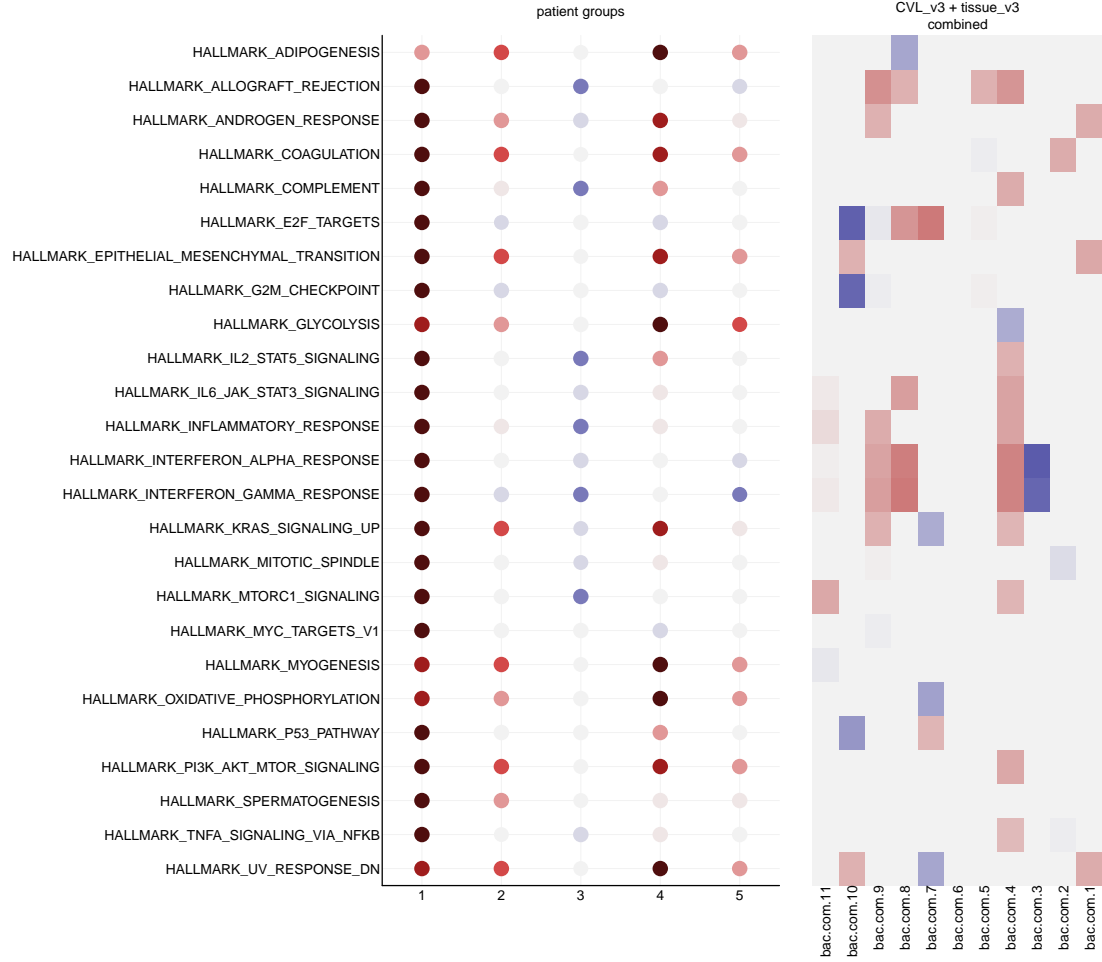 patient groups
CVL_v3 + tissue_v3
combined
HALLMARK_ADIPOGENESIS
HALLMARK_ALLOGRAFT_REJECTION
HALLMARK_ANDROGEN_RESPONSE
HALLMARK_COAGULATION
HALLMARK_COMPLEMENT
HALLMARK_E2F_TARGETS
HALLMARK_EPITHELIAL_MESENCHYMAL_TRANSITION
HALLMARK_G2M_CHECKPOINT
HALLMARK_GLYCOLYSIS
HALLMARK_IL2_STAT5_SIGNALING
HALLMARK_IL6_JAK_STAT3_SIGNALING
HALLMARK_INFLAMMATORY_RESPONSE
HALLMARK_INTERFERON_ALPHA_RESPONSE
HALLMARK_INTERFERON_GAMMA_RESPONSE
HALLMARK_KRAS_SIGNALING_UP
HALLMARK_MITOTIC_SPINDLE
HALLMARK_MTORC1_SIGNALING
HALLMARK_MYC_TARGETS_V1
HALLMARK_MYOGENESIS
HALLMARK_OXIDATIVE_PHOSPHORYLATION
HALLMARK_P53_PATHWAY
HALLMARK_PI3K_AKT_MTOR_SIGNALING
HALLMARK_SPERMATOGENESIS
HALLMARK_TNFA_SIGNALING_VIA_NFKB
HALLMARK_UV_RESPONSE_DN
1 2 3 4 5
bac.com.11
bac.com.10
bac.com.9
bac.com.8
bac.com.7
bac.com.6
bac.com.5
bac.com.4
bac.com.3
bac.com.2
bac.com.1